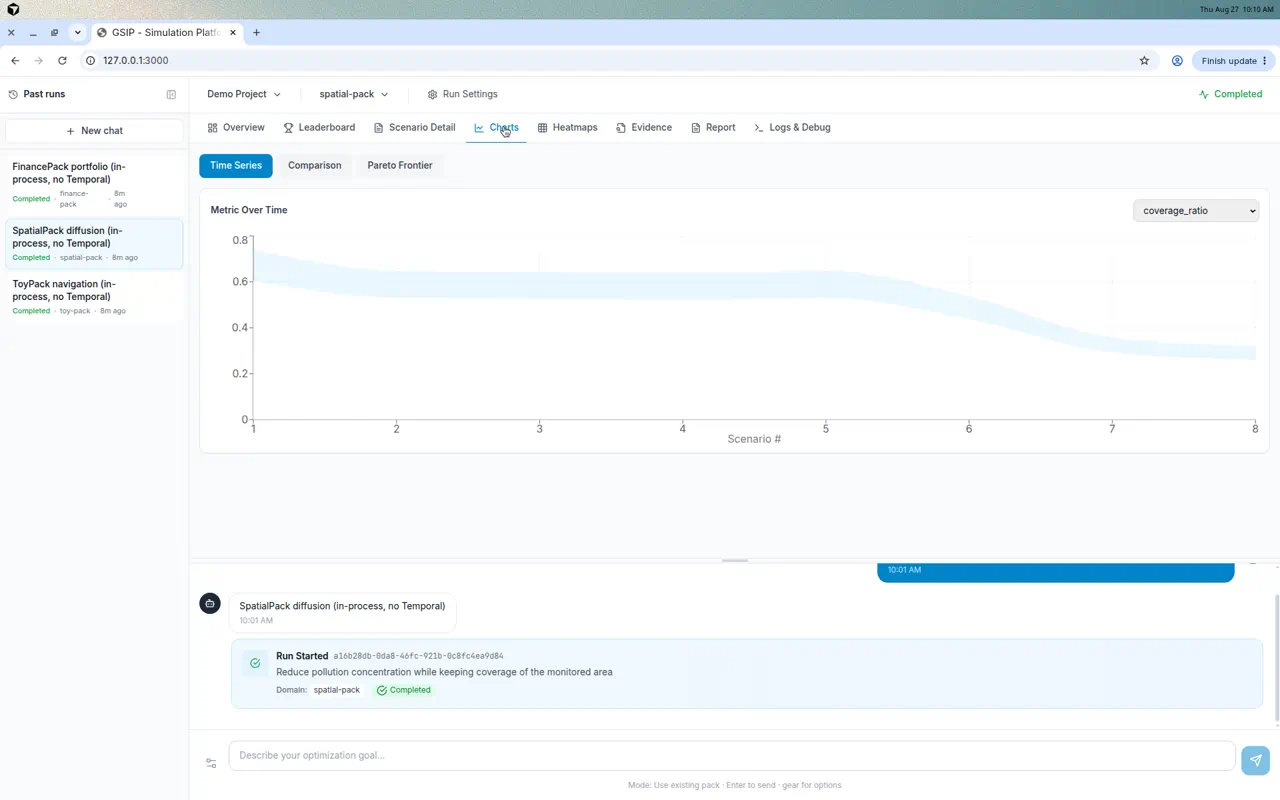 Thu Aug 27 10:10 AM
GSIP - Simulation Platfo
127.0.0.1:3000
Finish update
Past runs
Demo Project
spatial-pack
Run Settings
Completed
New chat
Overview
Leaderboard
Scenario Detail
Charts
Heatmaps
Evidence
Report
Logs & Debug
FinancePack portfolio (in-
process, no Temporal)
Completed · finance-pack · 8m ago
SpatialPack diffusion (in-
process, no Temporal)
Completed · spatial-pack · 8m ago
ToyPack navigation (in-
process, no Temporal)
Completed · toy-pack · 8m ago
Time Series
Comparison
Pareto Frontier
Metric Over Time
coverage_ratio
0.8
0.6
0.4
0.2
0
1 2 3 4 5 6 7 8
Scenario #
10:01 AM
SpatialPack diffusion (in-process, no Temporal)
10:01 AM
Run Started a16b28db-0da8-46fc-921b-0c8fc4ea9d84
Reduce pollution concentration while keeping coverage of the monitored area
Domain: spatial-pack Completed
Describe your optimization goal...
Mode: Use existing pack · Enter to send · gear for options